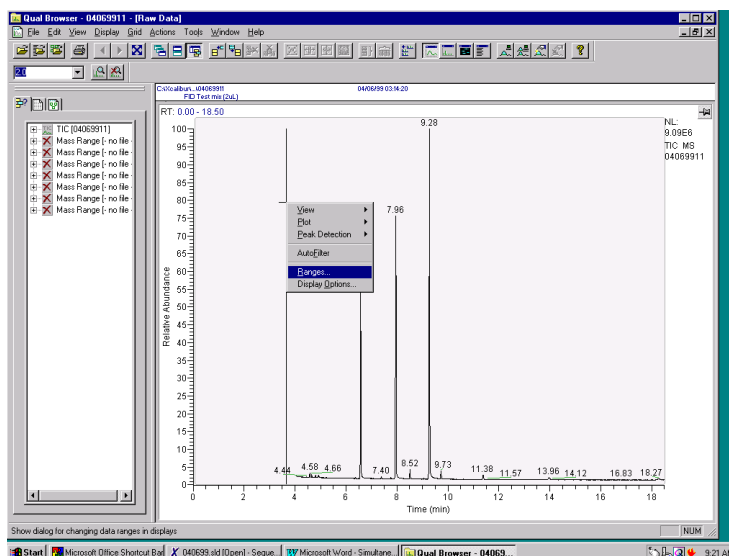 Qual Browser - 04069911 - [Raw Data]
File Edit View Display Grid Actions Tools Window Help
2.0
C:\Xcalibur\...\04069911 04/06/99 03:14:20
FID Test mix (2uL)
TIC [04069911]
Mass Range [- no file -
Mass Range [- no file -
Mass Range [- no file -
Mass Range [- no file -
Mass Range [- no file -
Mass Range [- no file -
RT: 0.00 - 18.50
NL:
9.09E6
TIC MS
04069911
Relative Abundance
100
95
90
85
80
75
70
65
60
55
50
45
40
35
30
25
20
15
10
5
0
9.28
7.96
View
Plot
Peak Detection
AutoFilter
Ranges...
Display Options...
4.44 4.58 4.66 7.40 8.52 9.73 11.38 11.57 13.96 14.12 16.83 18.27
0 2 4 6 8 10 12 14 16 18
Time (min)
Show dialog for changing data ranges in displays
NUM
Start Microsoft Office Shortcut Bar 040699.sld [Open] - Seque... Microsoft Word - Simultane... Qual Browser - 04069... 9:21 AM